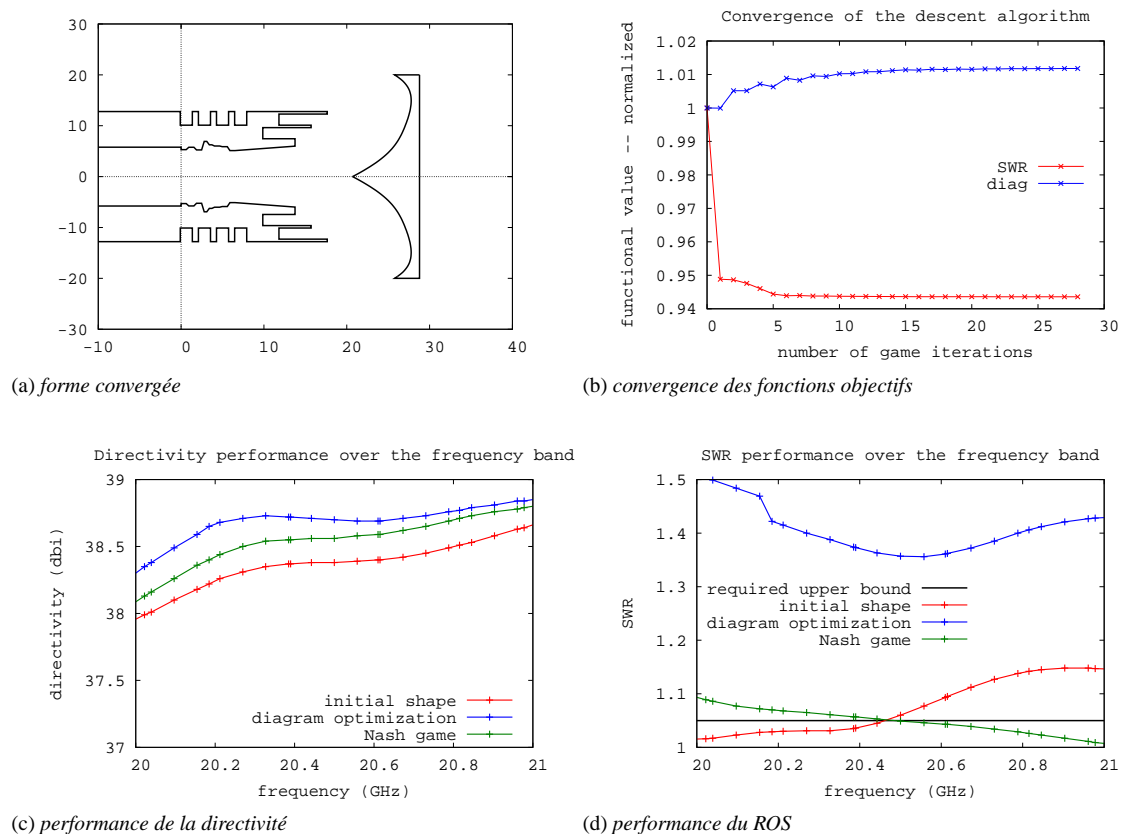 30
20
10
0
-10
-20
-30
-10 0 10 20 30 40
(a) forme convergée
Convergence of the descent algorithm
functional value -- normalized
1.02
1.01
1
0.99
0.98
0.97
0.96
0.95
0.94
SWR
diag
0 5 10 15 20 25 30
number of game iterations
(b) convergence des fonctions objectifs
Directivity performance over the frequency band
directivity (dbi)
39
38.5
38
37.5
37
initial shape
diagram optimization
Nash game
20 20.2 20.4 20.6 20.8 21
frequency (GHz)
(c) performance de la directivité
SWR performance over the frequency band
SWR
1.5
1.4
1.3
1.2
1.1
1
required upper bound
initial shape
diagram optimization
Nash game
20 20.2 20.4 20.6 20.8 21
frequency (GHz)
(d) performance du ROS